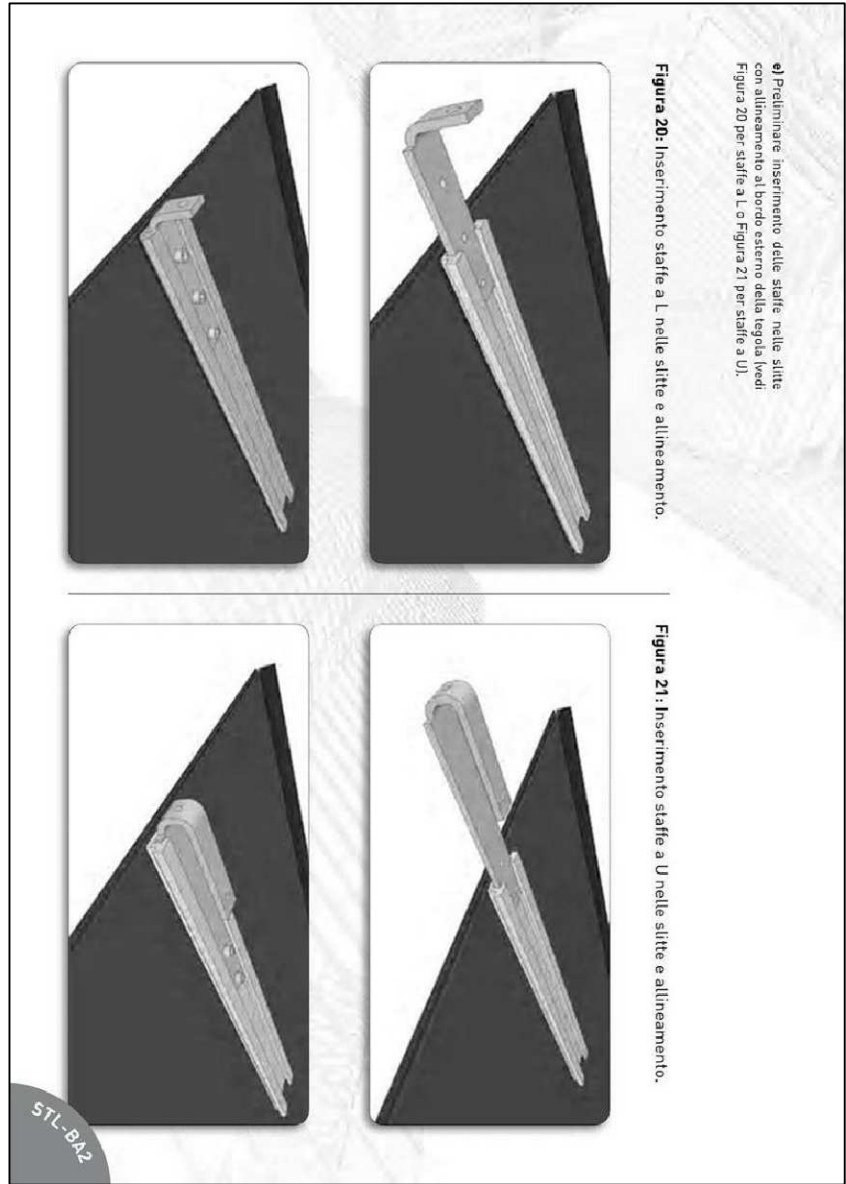 e) Preliminare inserimento delle staffe nelle slitte
con allineamento al bordo esterno della tegola (vedi
Figura 20 per staffe a L o Figura 21 per staffe a U).
Figura 20: Inserimento staffe a L nelle slitte e allineamento.
Figura 21: Inserimento staffe a U nelle slitte e allineamento.
STL-BA2